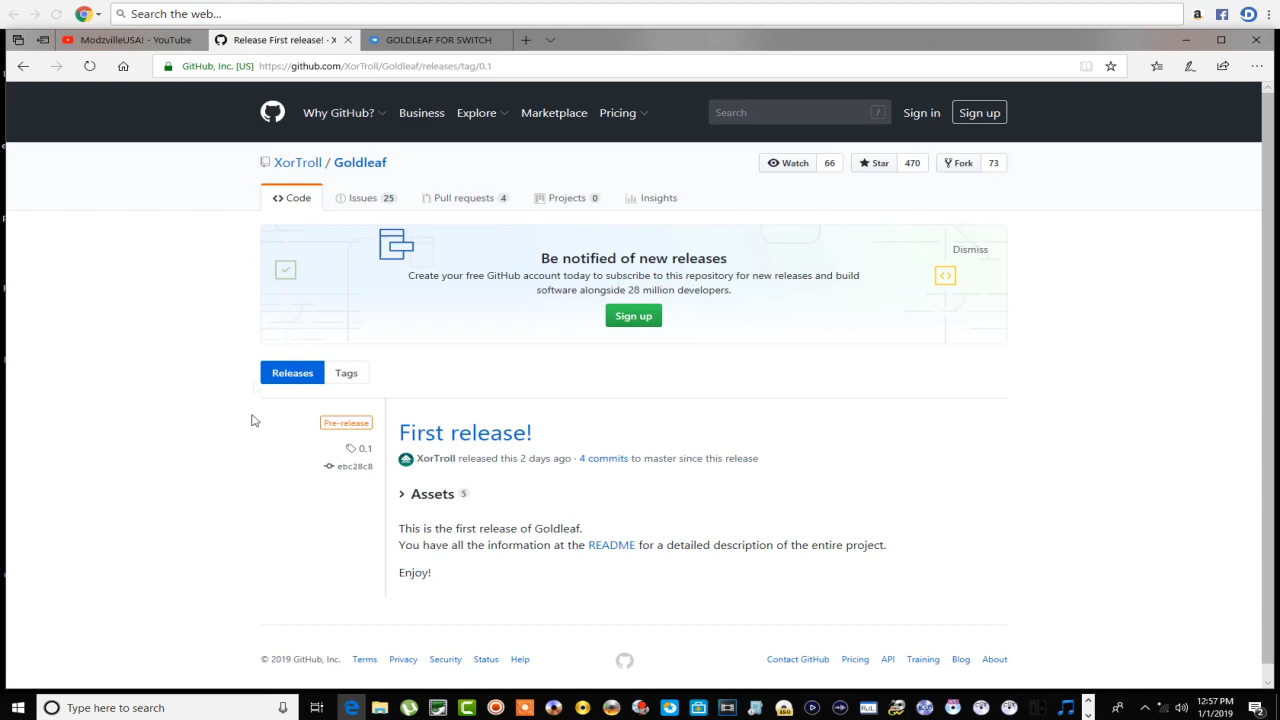 Search the web...
ModzvilleUSA! - YouTube
Release First release! · X
GOLDLEAF FOR SWITCH
GitHub, Inc. [US] https://github.com/XorTroll/Goldleaf/releases/tag/0.1
Why GitHub? Business Explore Marketplace Pricing Search / Sign in Sign up
XorTroll / Goldleaf Watch 66 Star 470 Fork 73
Code Issues 25 Pull requests 4 Projects 0 Insights
Be notified of new releases
Dismiss
Create your free GitHub account today to subscribe to this repository for new releases and build
software alongside 28 million developers.
Sign up
Releases Tags
Pre-release
0.1
ebc28c8
First release!
XorTroll released this 2 days ago · 4 commits to master since this release
Assets 5
This is the first release of Goldleaf.
You have all the information at the README for a detailed description of the entire project.
Enjoy!
© 2019 GitHub, Inc. Terms Privacy Security Status Help Contact GitHub Pricing API Training Blog About
Type here to search
12:57 PM
1/1/2019